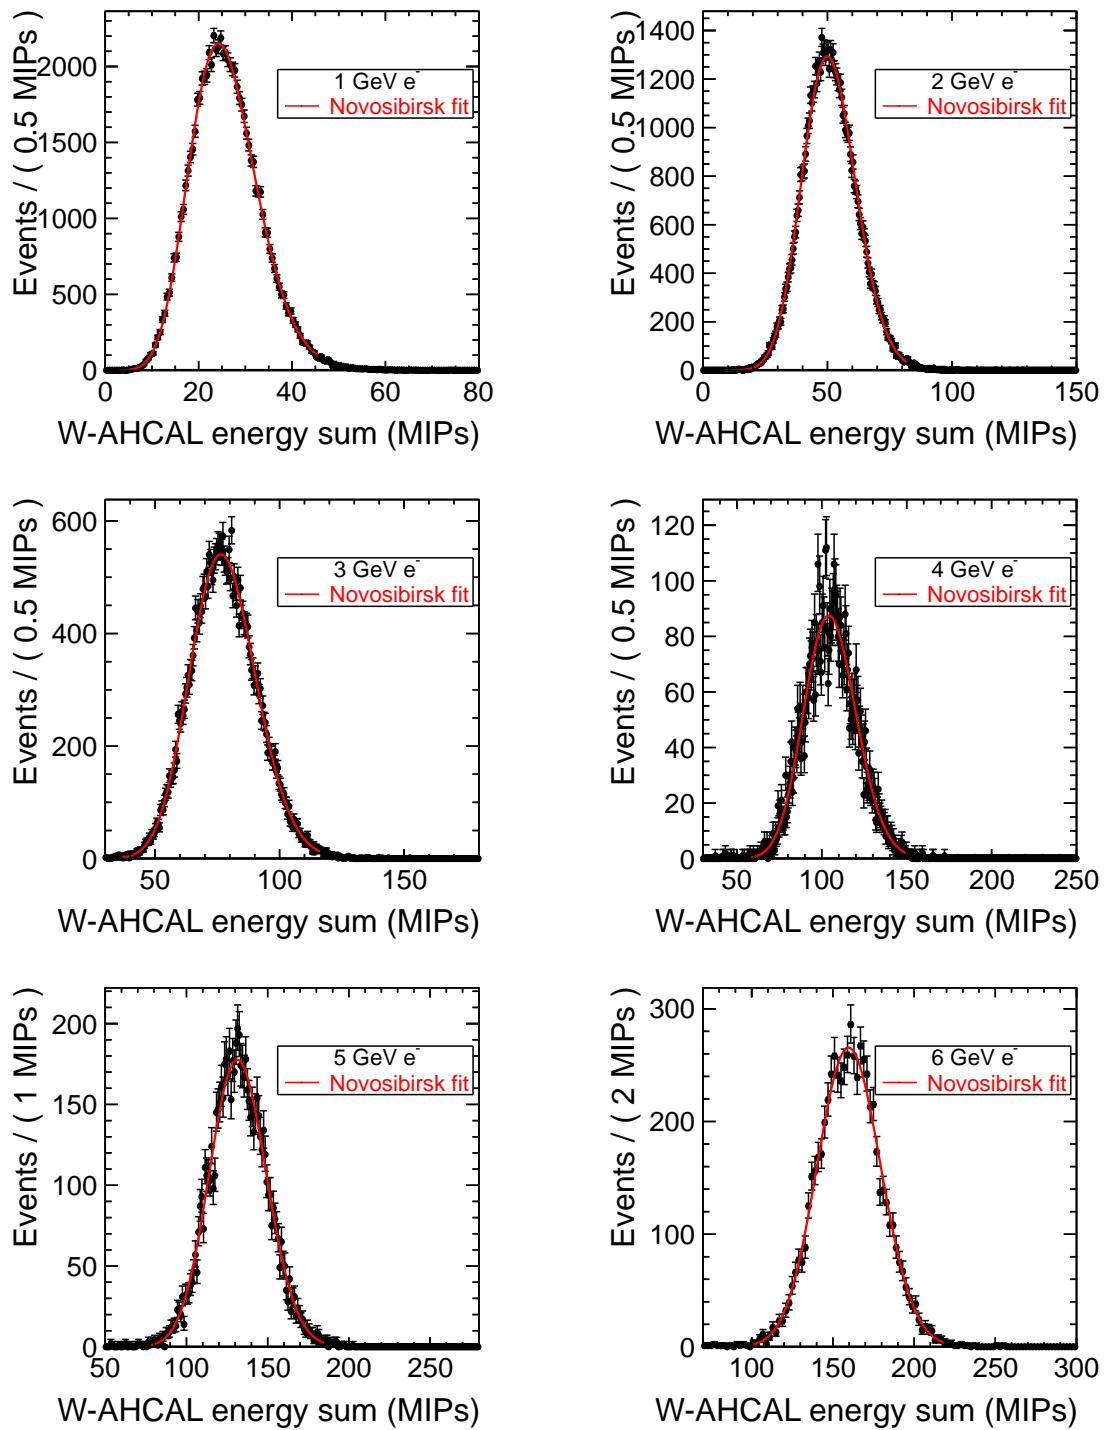 Events / ( 0.5 MIPs )
2000
1500
1000
500
0
1 GeV e-
Novosibirsk fit
0 20 40 60 80
W-AHCAL energy sum (MIPs)
Events / ( 0.5 MIPs )
1400
1200
1000
800
600
400
200
0
2 GeV e-
Novosibirsk fit
0 50 100 150
W-AHCAL energy sum (MIPs)
Events / ( 0.5 MIPs )
600
400
200
0
3 GeV e-
Novosibirsk fit
50 100 150
W-AHCAL energy sum (MIPs)
Events / ( 0.5 MIPs )
120
100
80
60
40
20
0
4 GeV e-
Novosibirsk fit
50 100 150 200 250
W-AHCAL energy sum (MIPs)
Events / ( 1 MIPs )
200
150
100
50
0
5 GeV e-
Novosibirsk fit
50 100 150 200 250
W-AHCAL energy sum (MIPs)
Events / ( 2 MIPs )
300
200
100
0
6 GeV e-
Novosibirsk fit
100 150 200 250 300
W-AHCAL energy sum (MIPs)